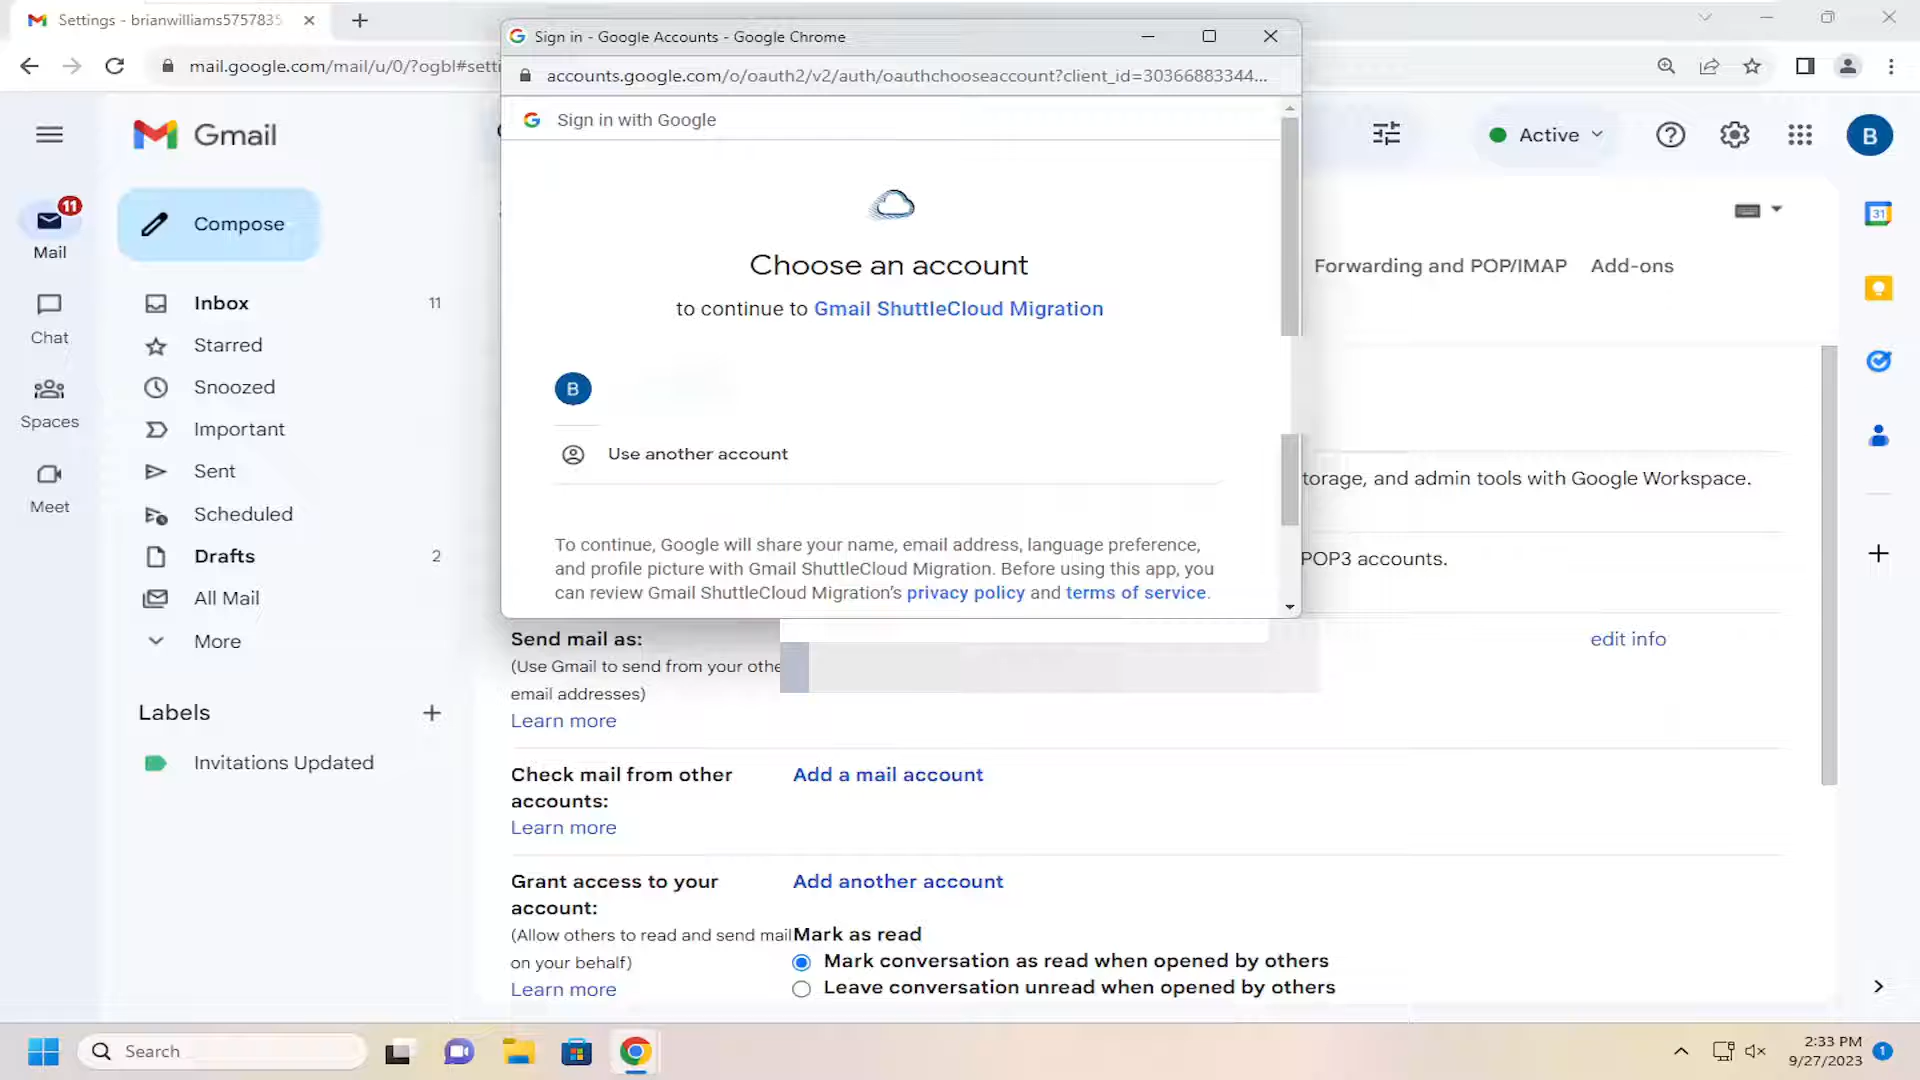 Settings - brianwilliams5757835
Sign in - Google Accounts - Google Chrome
mail.google.com/mail/u/0/?ogbl#setti
accounts.google.com/o/oauth2/v2/auth/oauthchooseaccount?client_id=30366883344...
Sign in with Google
Gmail
Active
B
Compose
11
Mail
Chat
Spaces
Meet
Inbox 11
Starred
Snoozed
Important
Sent
Scheduled
Drafts 2
All Mail
More
Labels
Invitations Updated
Choose an account
to continue to Gmail ShuttleCloud Migration
B
Use another account
To continue, Google will share your name, email address, language preference,
and profile picture with Gmail ShuttleCloud Migration. Before using this app, you
can review Gmail ShuttleCloud Migration's privacy policy and terms of service.
Forwarding and POP/IMAP Add-ons
torage, and admin tools with Google Workspace.
POP3 accounts.
Send mail as:
edit info
(Use Gmail to send from your othe
email addresses)
Learn more
Check mail from other
accounts:
Add a mail account
Learn more
Grant access to your
account:
Add another account
(Allow others to read and send mail
on your behalf)
Learn more
Mark as read
Mark conversation as read when opened by others
Leave conversation unread when opened by others
31
Search
2:33 PM
9/27/2023
1